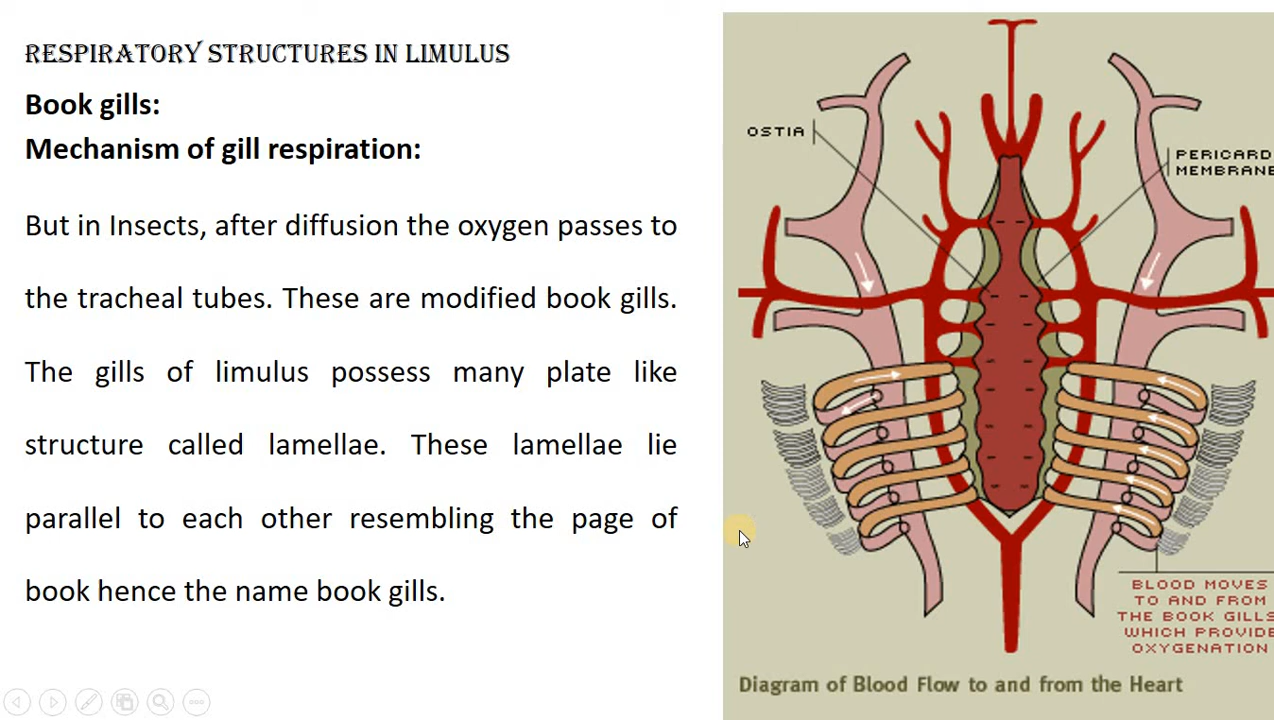 RESPIRATORY STRUCTURES IN LIMULUS
Book gills:
Mechanism of gill respiration:
But in Insects, after diffusion the oxygen passes to
the tracheal tubes. These are modified book gills.
The gills of limulus possess many plate like
structure called lamellae. These lamellae lie
parallel to each other resembling the page of
book hence the name book gills.
OSTIA
PERICARD
MEMBRANE
BLOOD MOVES
TO AND FROM
THE BOOK GILLS
WHICH PROVIDE
OXYGENATION
Diagram of Blood Flow to and from the Heart